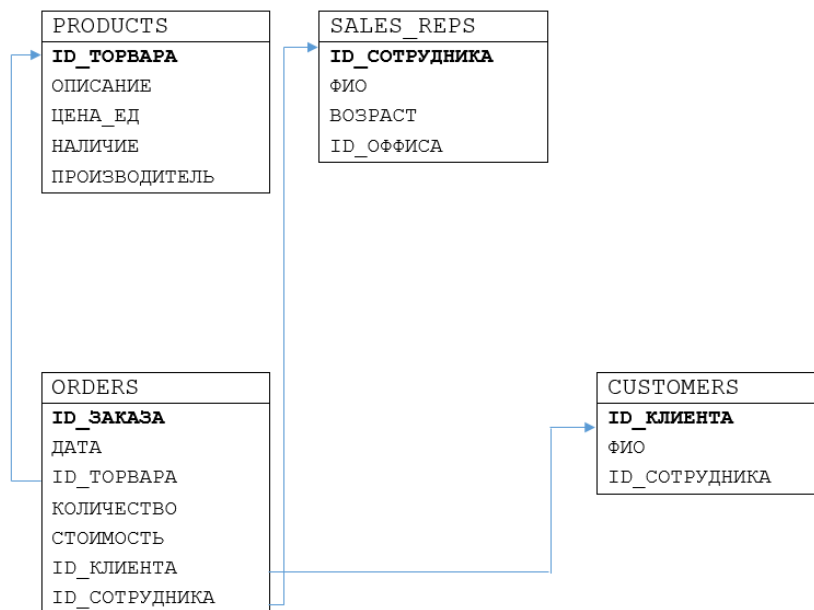 PRODUCTS
ID_ТОРВАРА
ОПИСАНИЕ
ЦЕНА_ЕД
НАЛИЧИЕ
ПРОИЗВОДИТЕЛЬ
SALES_REPS
ID_СОТРУДНИКА
ФИО
ВОЗРАСТ
ID_ОФФИСА
ORDERS
ID_ЗАКАЗА
ДАТА
ID_ТОРВАРА
КОЛИЧЕСТВО
СТОИМОСТЬ
ID_КЛИЕНТА
ID_СОТРУДНИКА
CUSTOMERS
ID_КЛИЕНТА
ФИО
ID_СОТРУДНИКА